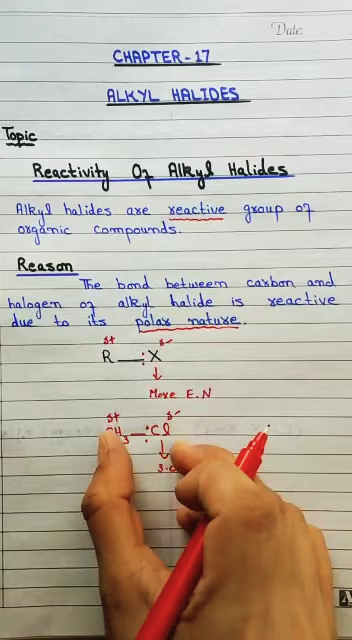 Date:
CHAPTER-17
ALKYL HALIDES
Topic
Reactivity Of Alkyl Halides
Alkyl halides are reactive group of
organic compounds.
Reason
The bond between carbon and
halogen of alkyl halide is reactive
due to its polar nature.
δ+ δ-
R — : X
↓
More E.N
δ+ δ-
CH3 — : Cl
↓